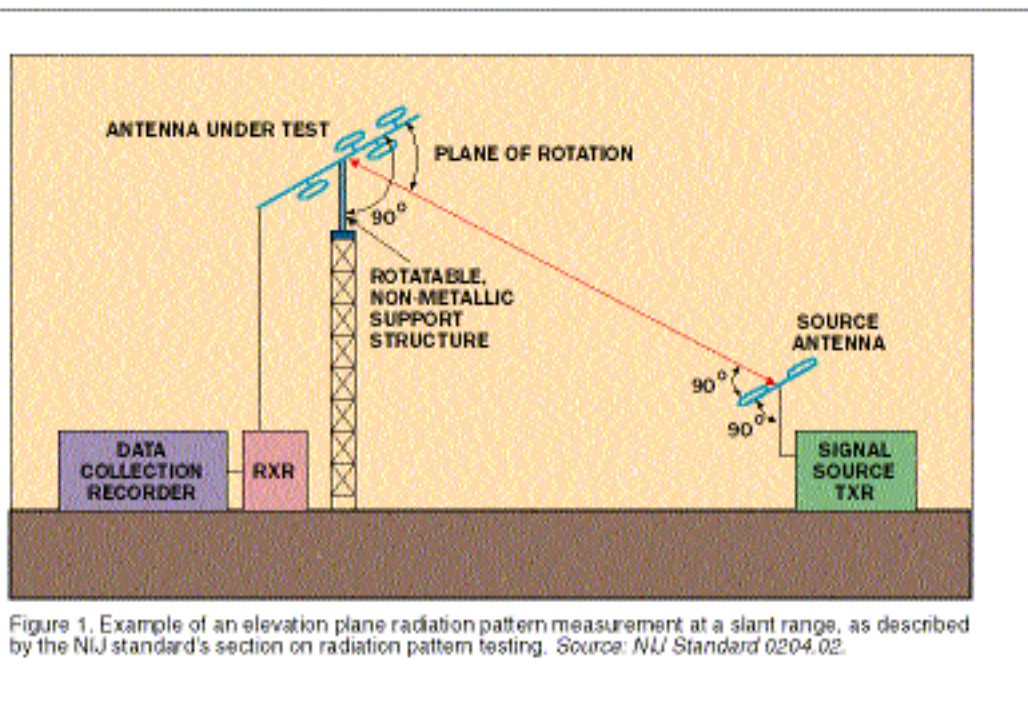 ANTENNA UNDER TEST
PLANE OF ROTATION
90°
ROTATABLE,
NON-METALLIC
SUPPORT
STRUCTURE
SOURCE
ANTENNA
90°
90°
DATA
COLLECTION
RECORDER
RXR
SIGNAL
SOURCE
TXR
Figure 1. Example of an elevation plane radiation pattern measurement at a slant range, as described
by the NIJ standard's section on radiation pattern testing. Source: NIJ Standard 0204.02.